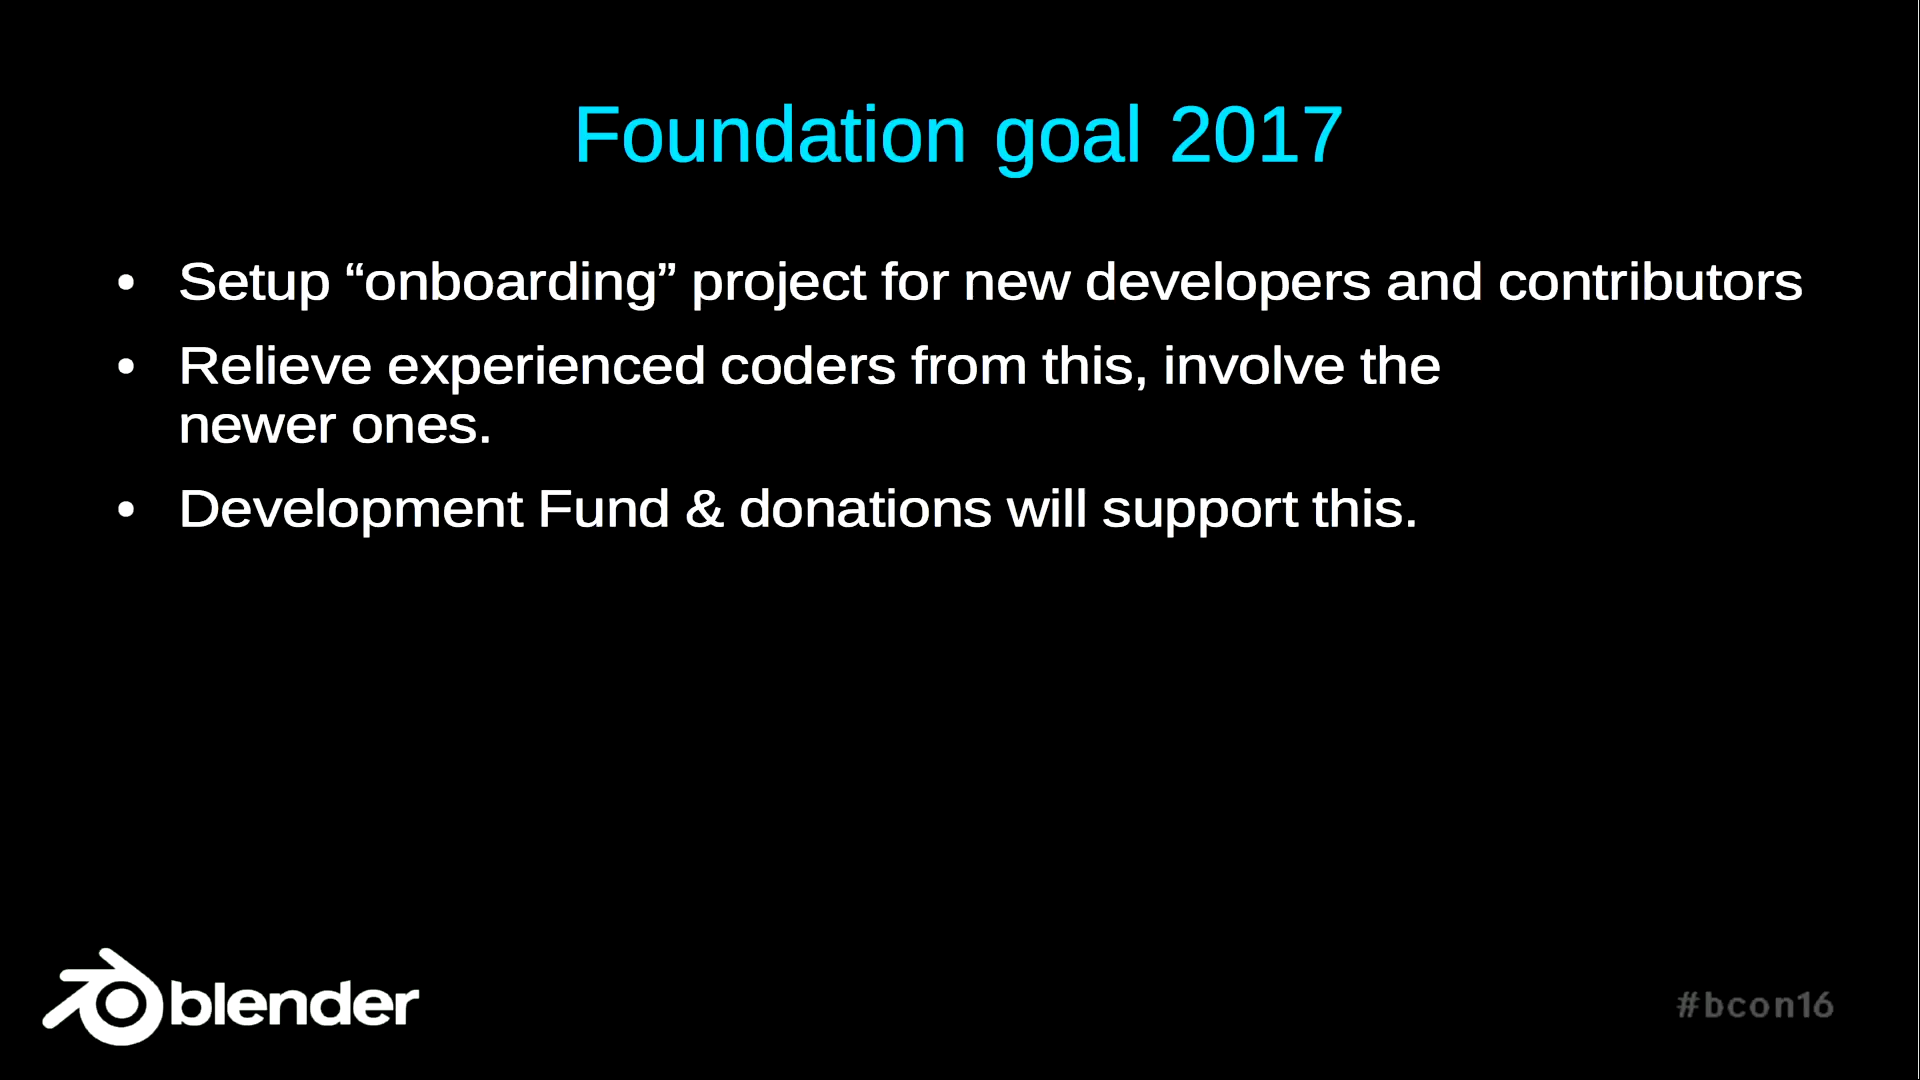 Foundation goal 2017
• Setup “onboarding” project for new developers and contributors
• Relieve experienced coders from this, involve the
newer ones.
• Development Fund & donations will support this.
blender
#bcon16